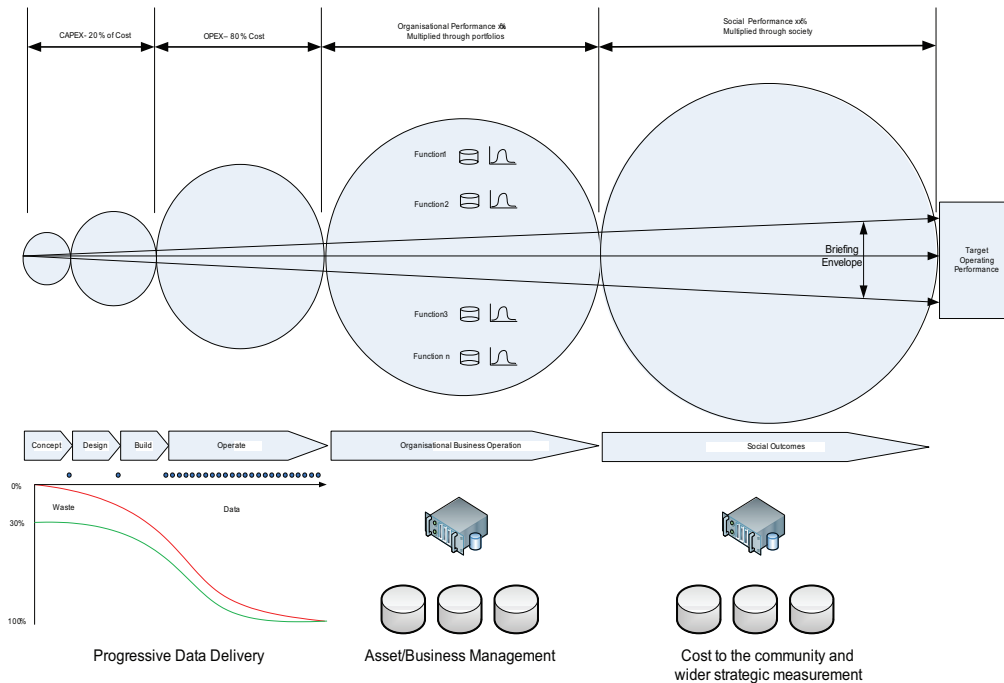 CAPEX- 20% of Cost
OPEX– 80% Cost
Organisational Performance xx%
Multiplied through portfolios
Social Performance xx%
Multiplied through society
Function1
Function2
Function3
Function n
Briefing
Envelope
Target
Operating
Performance
Concept
Design
Build
Operate
Organisational Business Operation
Social Outcomes
0%
Waste
Data
30%
100%
Progressive Data Delivery
Asset/Business Management
Cost to the community and
wider strategic measurement